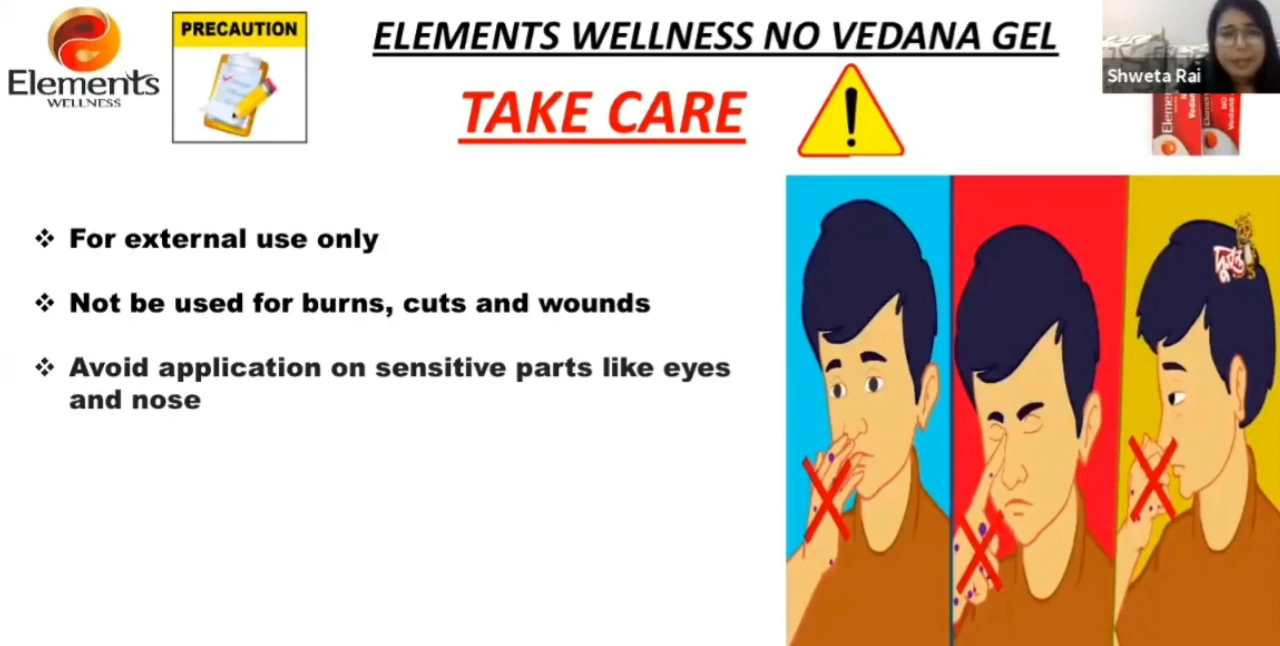 Elements
WELLNESS
PRECAUTION
ELEMENTS WELLNESS NO VEDANA GEL
TAKE CARE
!
Shweta Rai
For external use only
Not be used for burns, cuts and wounds
Avoid application on sensitive parts like eyes
and nose